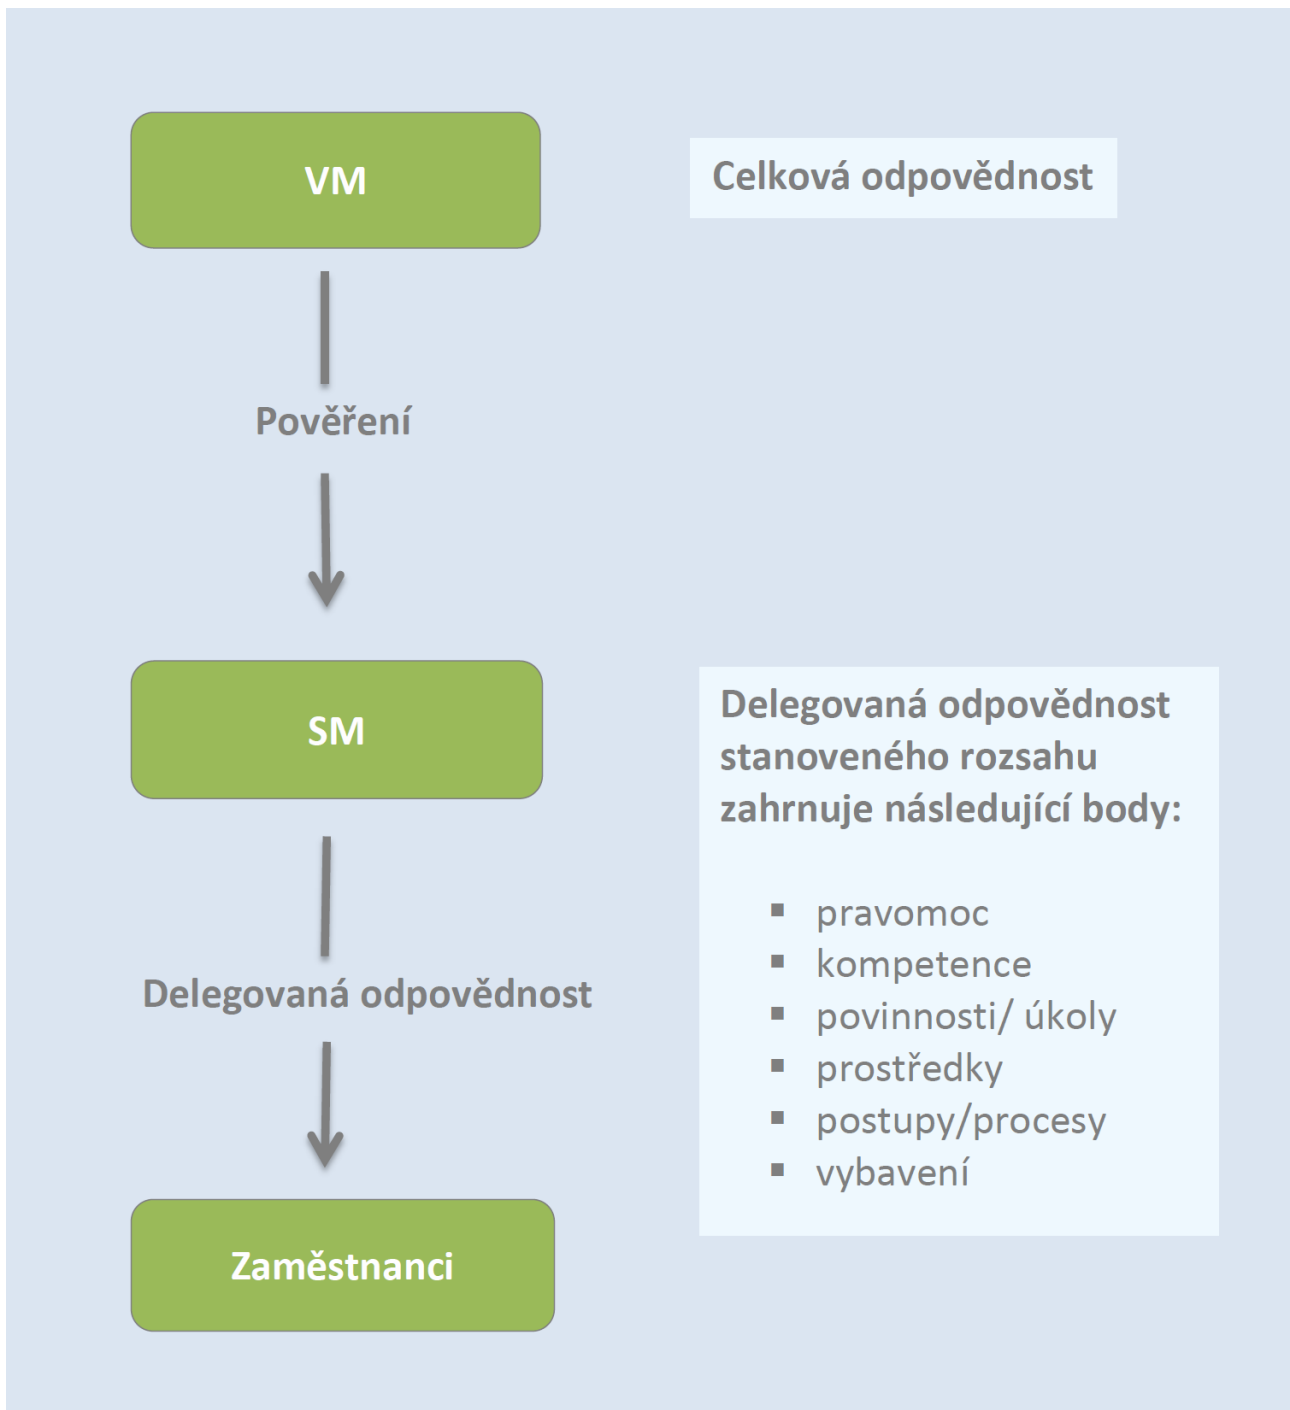 VM
Celková odpovědnost
Pověření
SM
Delegovaná odpovědnost
stanoveného rozsahu
zahrnuje následující body:
▪ pravomoc
▪ kompetence
▪ povinnosti/ úkoly
▪ prostředky
▪ postupy/procesy
▪ vybavení
Delegovaná odpovědnost
Zaměstnanci